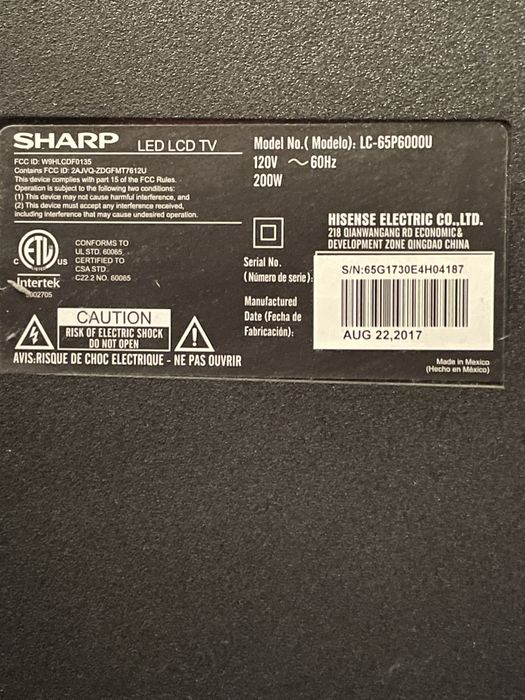 SHARP LED LCD TV
FCC ID: W9HLCDF0135
Contains FCC ID: 2AJVQ-ZDGFMT7612U
This device complies with part 15 of the FCC Rules.
Operation is subject to the following two conditions:
(1) This device may not cause harmful interference, and
(2) This device must accept any interference received,
including interference that may cause undesired operation.
Model No.( Modelo): LC-65P6000U
120V ～60Hz
200W
HISENSE ELECTRIC CO.,LTD.
218 QIANWANGANG RD ECONOMIC&
DEVELOPMENT ZONE QINGDAO CHINA
C ETL US
LISTED
Intertek
3002705
CONFORMS TO
UL STD. 60065,
CERTIFIED TO
CSA STD.
C22.2 NO. 60065
Serial No.
(Número de serie):
S/N:65G1730E4H04187
Manufactured
Date (Fecha de
Fabricación):
AUG 22,2017
CAUTION
RISK OF ELECTRIC SHOCK
DO NOT OPEN
AVIS:RISQUE DE CHOC ELECTRIQUE - NE PAS OUVRIR
Made in Mexico
(Hecho en México)